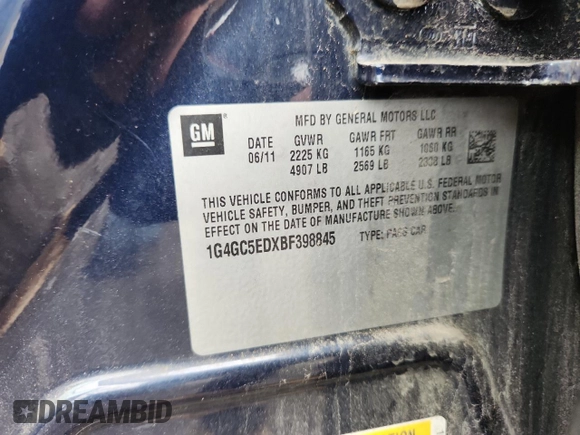 GM
MFD BY GENERAL MOTORS LLC
DATE GVWR GAWR FRT GAWR RR
06/11 2225 KG 1165 KG 1060 KG
4907 LB 2569 LB 2338 LB
THIS VEHICLE CONFORMS TO ALL APPLICABLE U.S. FEDERAL MOTOR
VEHICLE SAFETY, BUMPER, AND THEFT PREVENTION STANDARDS IN
EFFECT ON THE DATE OF MANUFACTURE SHOWN ABOVE.
1G4GC5EDXBF398845 TYPE: PASS CAR
DREAMBID